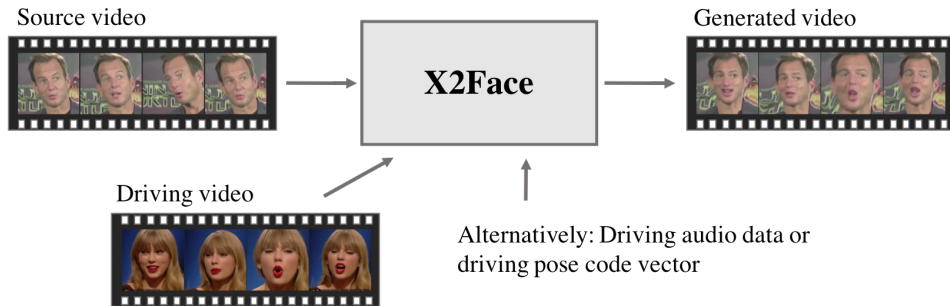 Source video
Generated video
X2Face
Driving video
Alternatively: Driving audio data or
driving pose code vector